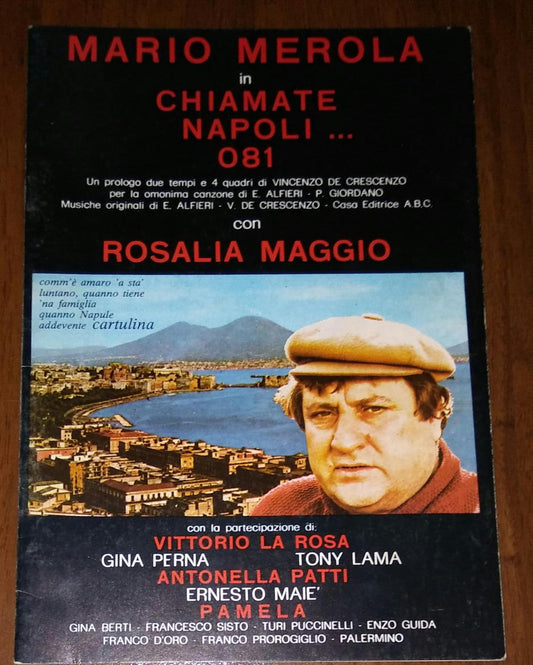 MARIO MEROLA
in
CHIAMATE
NAPOLI ...
081
Un prologo due tempi e 4 quadri di VINCENZO DE CRESCENZO
per la omonima canzone di E. ALFIERI - P. GIORDANO
Musiche originali di E. ALFIERI - V. DE CRESCENZO - Casa Editrice A.B.C.
con
ROSALIA MAGGIO
comm'è amaro 'a sta'
luntano, quanno tiene
'na famiglia
quanno Napule
addevente cartulina
con la partecipazione di:
VITTORIO LA ROSA
GINA PERNA TONY LAMA
ANTONELLA PATTI
ERNESTO MAIE'
PAMELA
GINA BERTI - FRANCESCO SISTO - TURI PUCCINELLI - ENZO GUIDA
FRANCO D'ORO - FRANCO PROROGIGLIO - PALERMINO